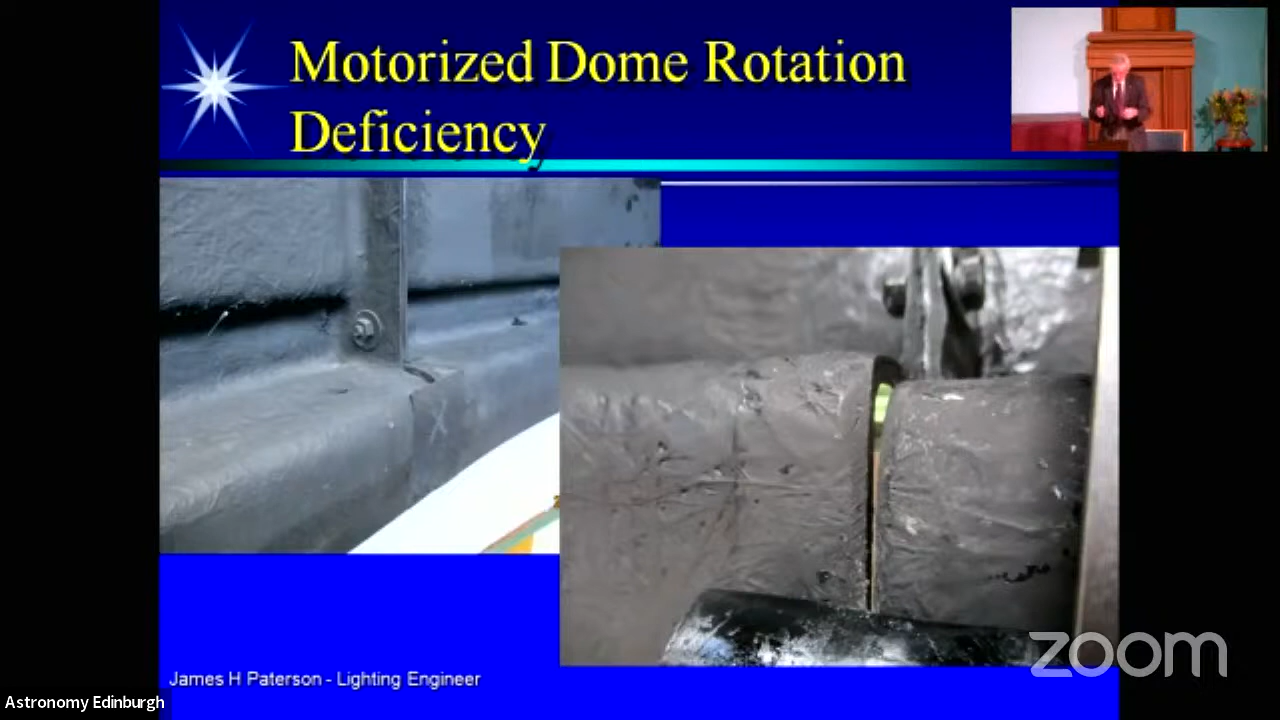 Motorized Dome Rotation
Deficiency
James H Paterson - Lighting Engineer
Astronomy Edinburgh
zoom